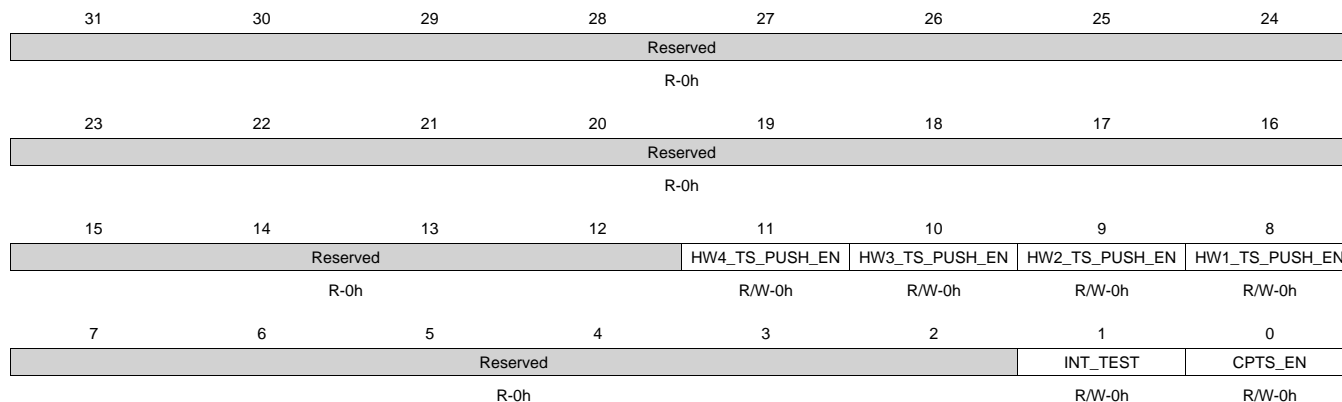 31 30 29 28 27 26 25 24
Reserved
R-0h
23 22 21 20 19 18 17 16
Reserved
R-0h
15 14 13 12 11 10 9 8
Reserved HW4_TS_PUSH_EN HW3_TS_PUSH_EN HW2_TS_PUSH_EN HW1_TS_PUSH_EN
R-0h R/W-0h R/W-0h R/W-0h R/W-0h
7 6 5 4 3 2 1 0
Reserved INT_TEST CPTS_EN
R-0h R/W-0h R/W-0h